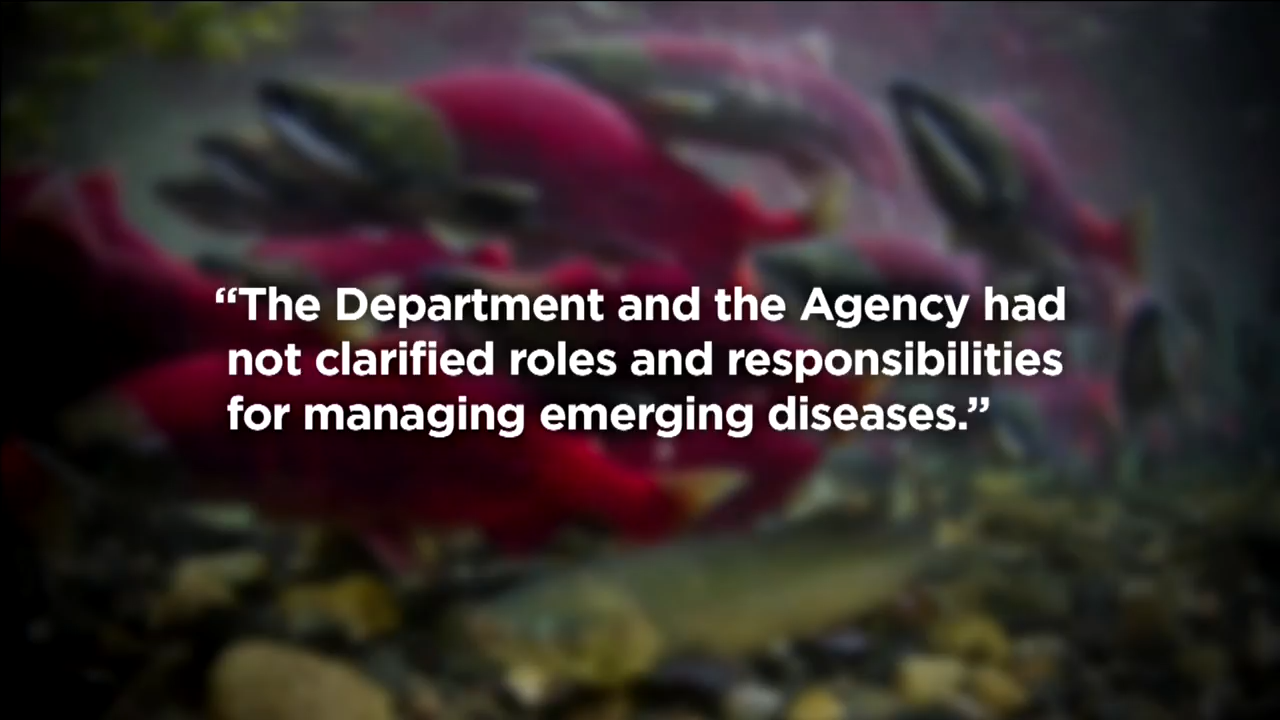 “The Department and the Agency had
not clarified roles and responsibilities
for managing emerging diseases.”